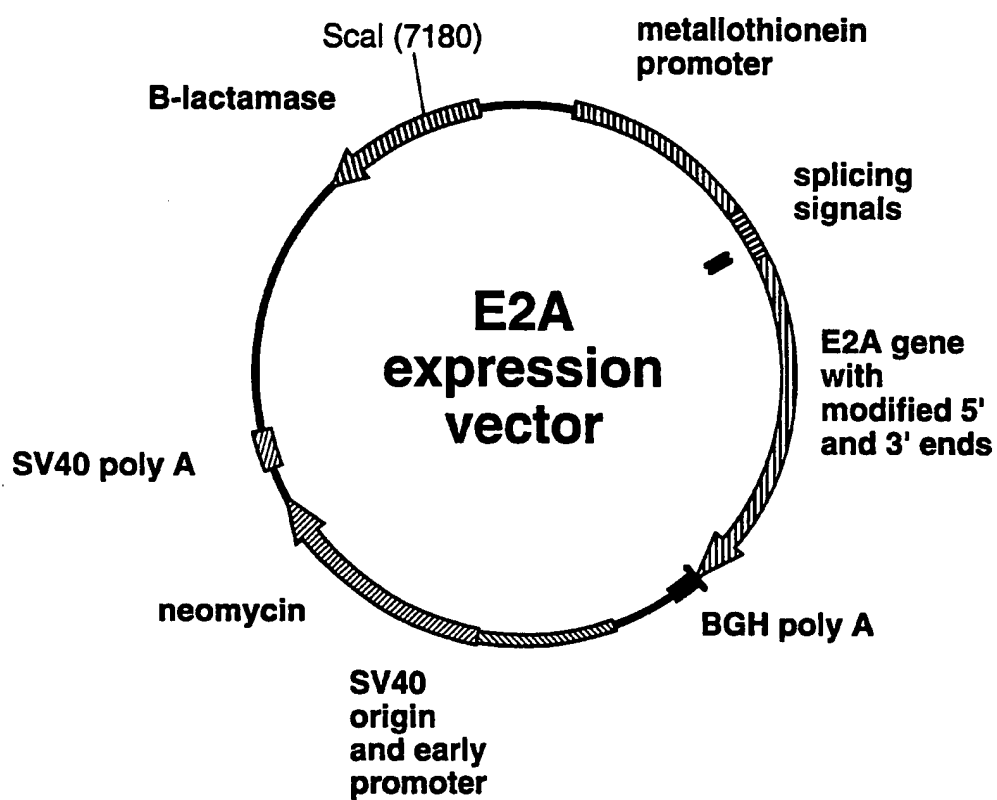 ScaI (7180)
metallothionein
promoter
B-lactamase
splicing
signals
E2A
expression
vector
E2A gene
with
modified 5'
and 3' ends
SV40 poly A
neomycin
BGH poly A
SV40
origin
and early
promoter